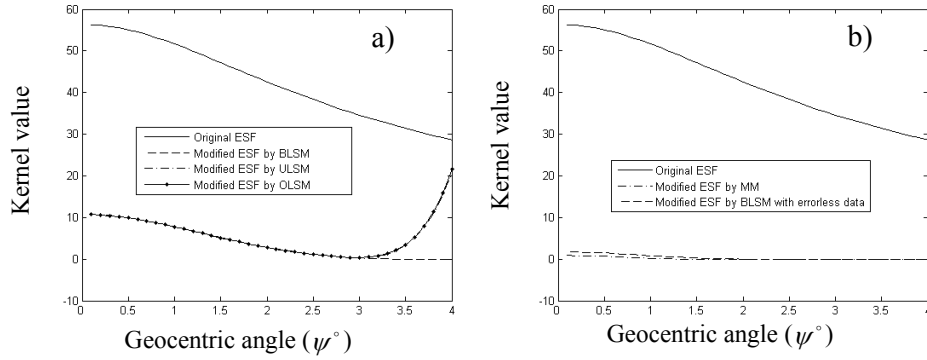 a)
Kernel value
60
50
40
30
20
10
0
-10
Original ESF
Modified ESF by BLSM
Modified ESF by ULSM
Modified ESF by OLSM
0 0.5 1 1.5 2 2.5 3 3.5 4
Geocentric angle (ψ°)
b)
Kernel value
60
50
40
30
20
10
0
-10
Original ESF
Modified ESF by MM
Modified ESF by BLSM with errorless data
0 0.5 1 1.5 2 2.5 3 3.5 4
Geocentric angle (ψ°)